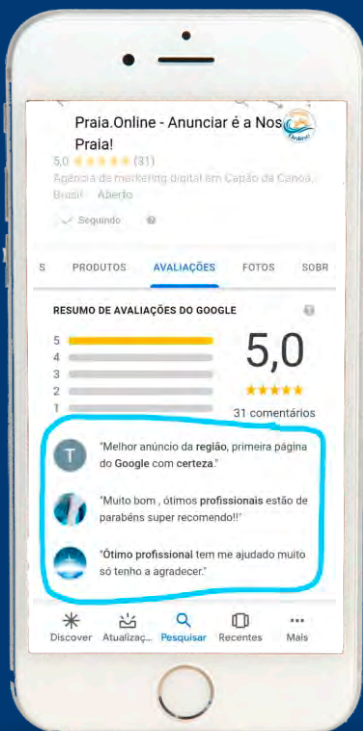 Praia.Online - Anunciar é a Nos
Praia!
5,0 (31)
Agência de marketing digital em Capão da Canoa,
Brasil · Aberto
Seguindo
S PRODUTOS AVALIAÇÕES FOTOS SOBR
RESUMO DE AVALIAÇÕES DO GOOGLE
5
4
3
2
1
5,0
31 comentários
T
"Melhor anúncio da região, primeira página
do Google com certeza."
"Muito bom , ótimos profissionais estão de
parabéns super recomendo!!"
"Ótimo profissional tem me ajudado muito
só tenho a agradecer."
Discover Atualizaç... Pesquisar Recentes Mais